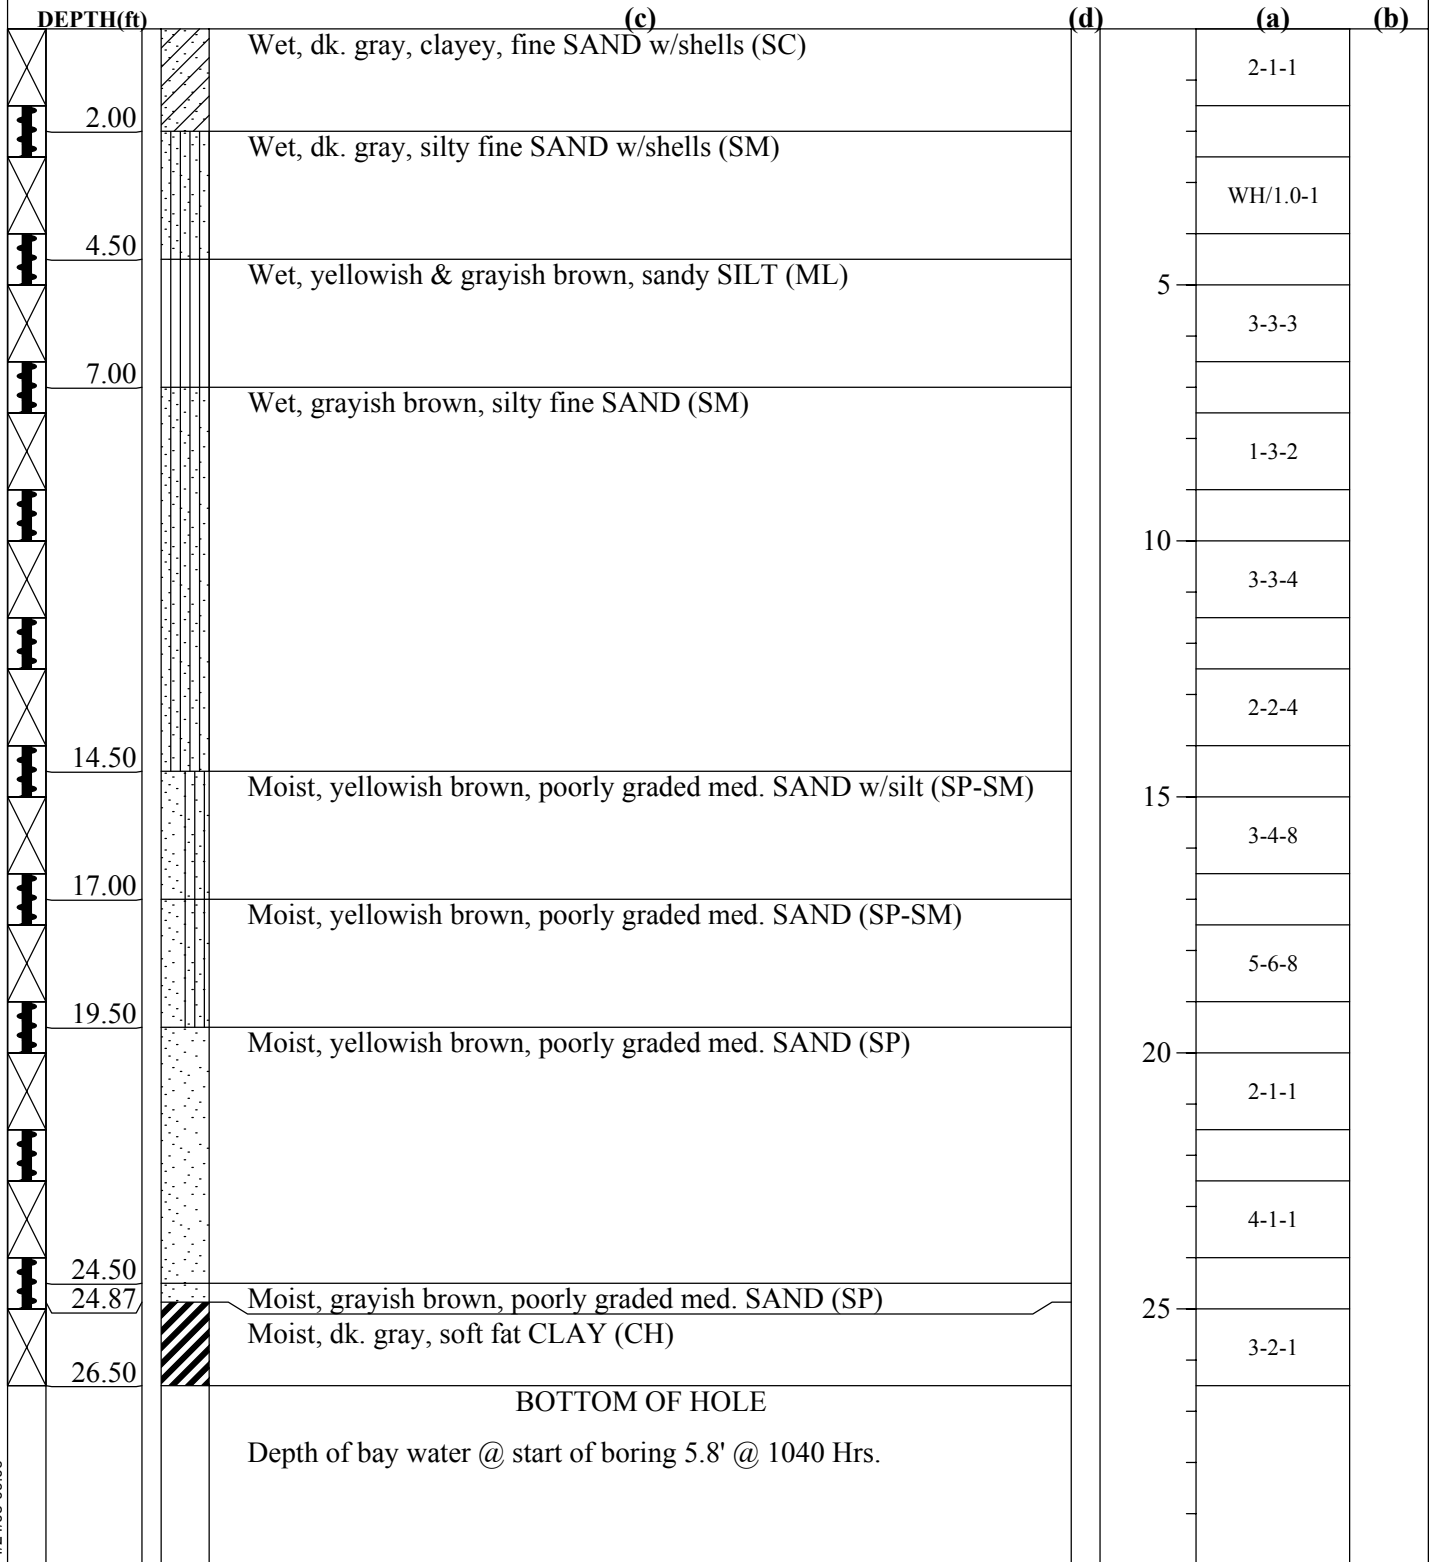 DEPTH(ft) (c) (d) (a) (b)
Wet, dk. gray, clayey, fine SAND w/shells (SC)
2-1-1
2.00
Wet, dk. gray, silty fine SAND w/shells (SM)
WH/1.0-1
4.50
Wet, yellowish & grayish brown, sandy SILT (ML)
5
3-3-3
7.00
Wet, grayish brown, silty fine SAND (SM)
1-3-2
10
3-3-4
2-2-4
14.50
Moist, yellowish brown, poorly graded med. SAND w/silt (SP-SM)
15
3-4-8
17.00
Moist, yellowish brown, poorly graded med. SAND (SP-SM)
5-6-8
19.50
Moist, yellowish brown, poorly graded med. SAND (SP)
20
2-1-1
4-1-1
24.50
24.87
Moist, grayish brown, poorly graded med. SAND (SP)
25
Moist, dk. gray, soft fat CLAY (CH)
3-2-1
26.50
BOTTOM OF HOLE
Depth of bay water @ start of boring 5.8' @ 1040 Hrs.